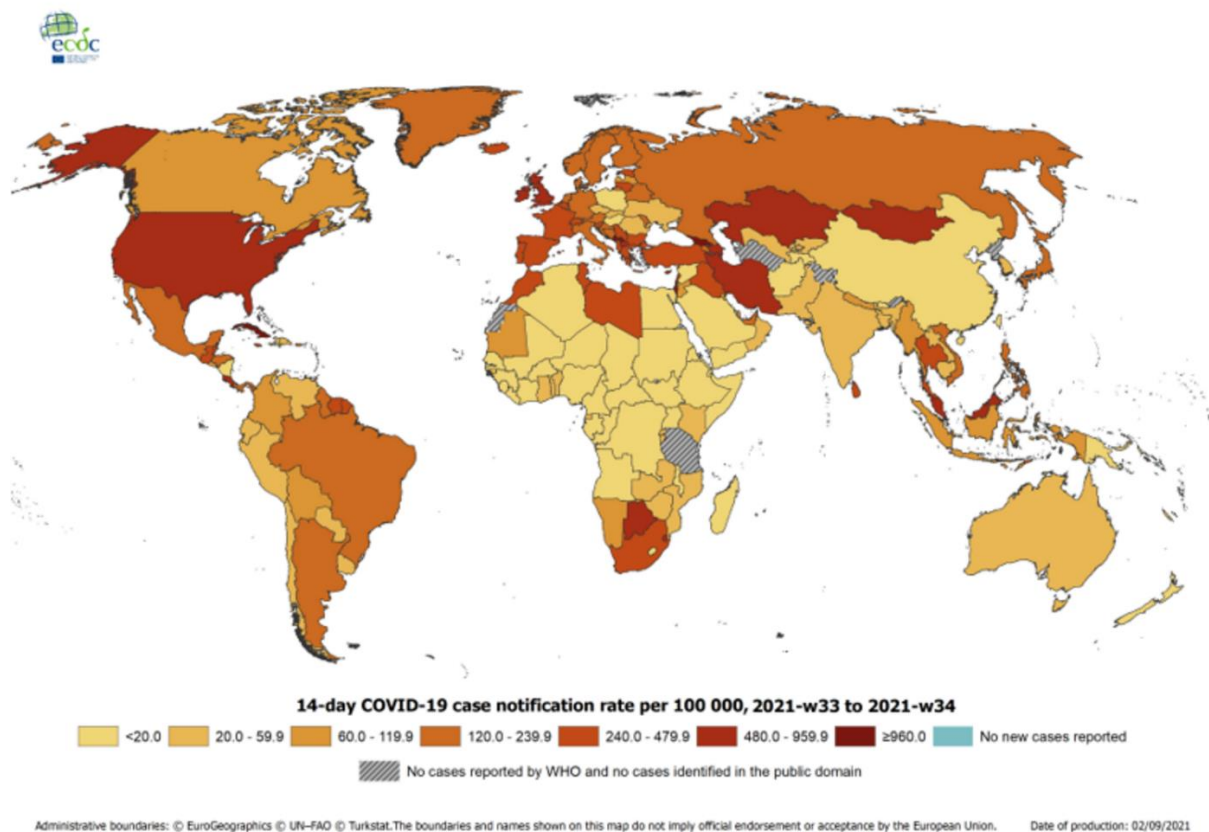 ecdc
14-day COVID-19 case notification rate per 100 000, 2021-w33 to 2021-w34
<20.0 20.0 - 59.9 60.0 - 119.9 120.0 - 239.9 240.0 - 479.9 480.0 - 959.9 ≥960.0 No new cases reported
No cases reported by WHO and no cases identified in the public domain
Administrative boundaries: © EuroGeographics © UN–FAO © Turkstat.The boundaries and names shown on this map do not imply official endorsement or acceptance by the European Union. Date of production: 02/09/2021